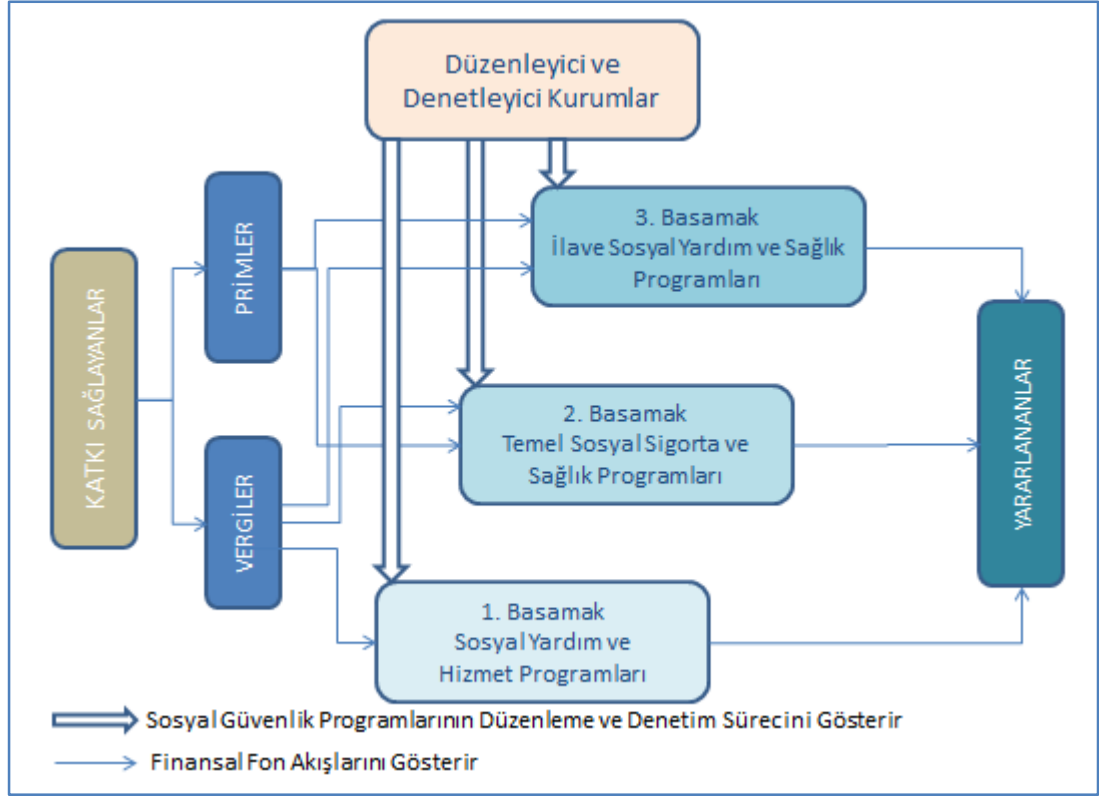 Düzenleyici ve
Denetleyici Kurumlar
3. Basamak
İlave Sosyal Yardım ve Sağlık
Programları
PRİMLER
KATKI SAĞLAYANLAR
2. Basamak
Temel Sosyal Sigorta ve
Sağlık Programları
YARARLANANLAR
VERGİLER
1. Basamak
Sosyal Yardım ve
Hizmet Programları
Sosyal Güvenlik Programlarının Düzenleme ve Denetim Sürecini Gösterir
Finansal Fon Akışlarını Gösterir